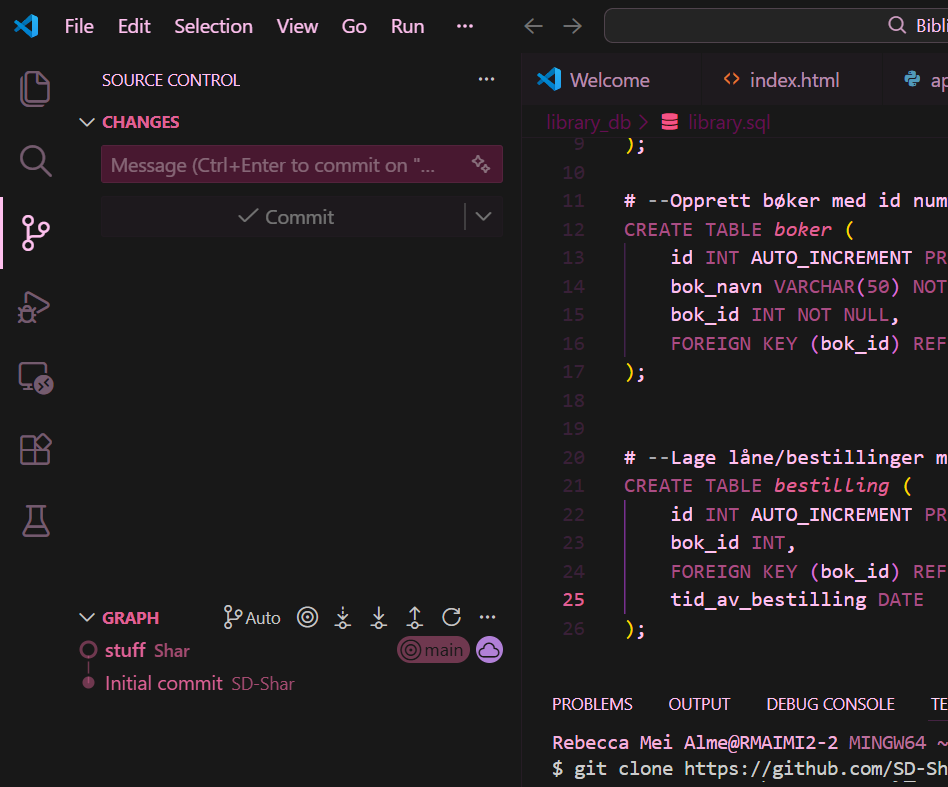 File Edit Selection View Go Run ··· Bibli
SOURCE CONTROL ···
CHANGES
Message (Ctrl+Enter to commit on "...
Commit
GRAPH Auto ···
stuff Shar main
Initial commit SD-Shar
Welcome index.html ap
library_db > library.sql
9 );
10
11 # --Opprett bøker med id num
12 CREATE TABLE boker (
13 id INT AUTO_INCREMENT PR
14 bok_navn VARCHAR(50) NOT
15 bok_id INT NOT NULL,
16 FOREIGN KEY (bok_id) REF
17 );
18
19
20 # --Lage låne/bestillinger m
21 CREATE TABLE bestilling (
22 id INT AUTO_INCREMENT PR
23 bok_id INT,
24 FOREIGN KEY (bok_id) REF
25 tid_av_bestilling DATE
26 );
PROBLEMS OUTPUT DEBUG CONSOLE TE
Rebecca Mei Alme@RMAIMI2-2 MINGW64 ~
$ git clone https://github.com/SD-Sh